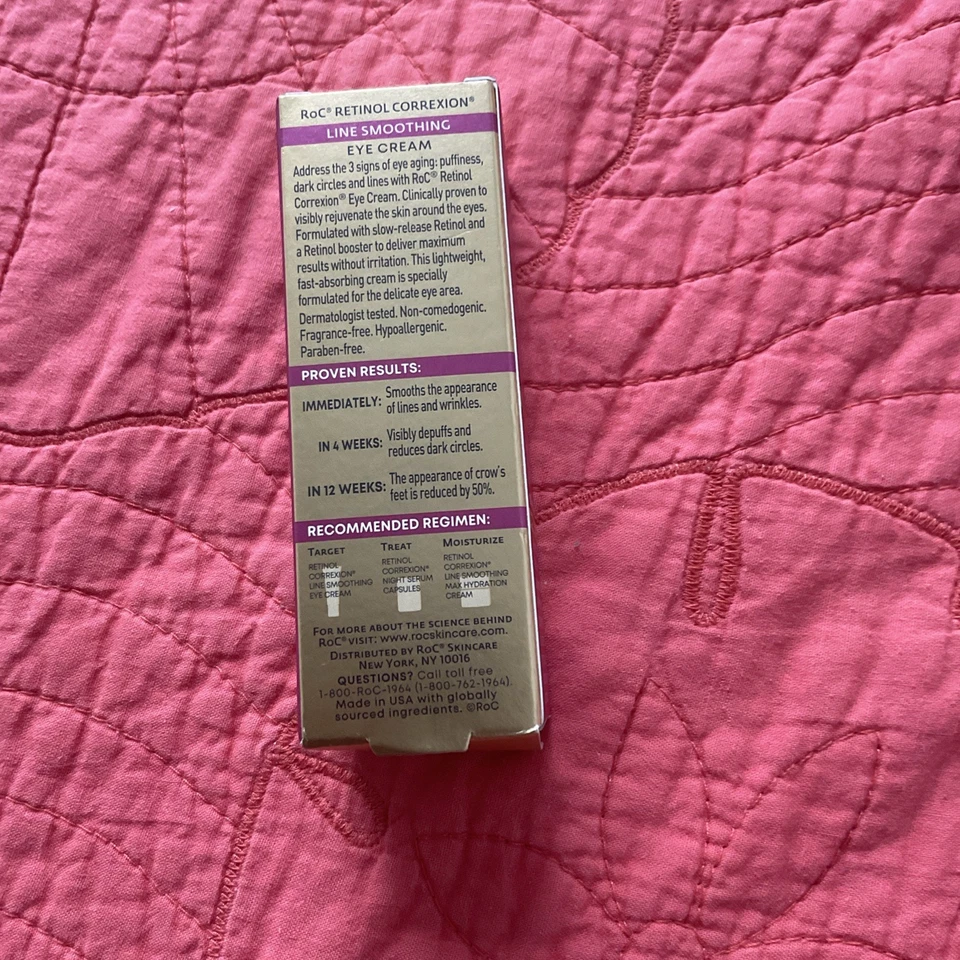 RoC® RETINOL CORREXION®
LINE SMOOTHING
EYE CREAM
Address the 3 signs of eye aging: puffiness,
dark circles and lines with RoC® Retinol
Correxion® Eye Cream. Clinically proven to
visibly rejuvenate the skin around the eyes.
Formulated with slow-release Retinol and
a Retinol booster to deliver maximum
results without irritation. This lightweight,
fast-absorbing cream is specially
formulated for the delicate eye area.
Dermatologist tested. Non-comedogenic.
Fragrance-free. Hypoallergenic.
Paraben-free.
PROVEN RESULTS:
IMMEDIATELY: Smooths the appearance
of lines and wrinkles.
IN 4 WEEKS: Visibly depuffs and
reduces dark circles.
IN 12 WEEKS: The appearance of crow's
feet is reduced by 50%.
RECOMMENDED REGIMEN:
TARGET
RETINOL
CORREXION®
LINE SMOOTHING
EYE CREAM
TREAT
RETINOL
CORREXION®
NIGHT SERUM
CAPSULES
MOISTURIZE
RETINOL
CORREXION®
LINE SMOOTHING
MAX HYDRATION
CREAM
FOR MORE ABOUT THE SCIENCE BEHIND
RoC® VISIT: www.rocskincare.com.
DISTRIBUTED BY RoC® SKINCARE
NEW YORK, NY 10016
QUESTIONS? Call toll free
1-800-RoC-1964 (1-800-762-1964).
Made in USA with globally
sourced ingredients. ©RoC